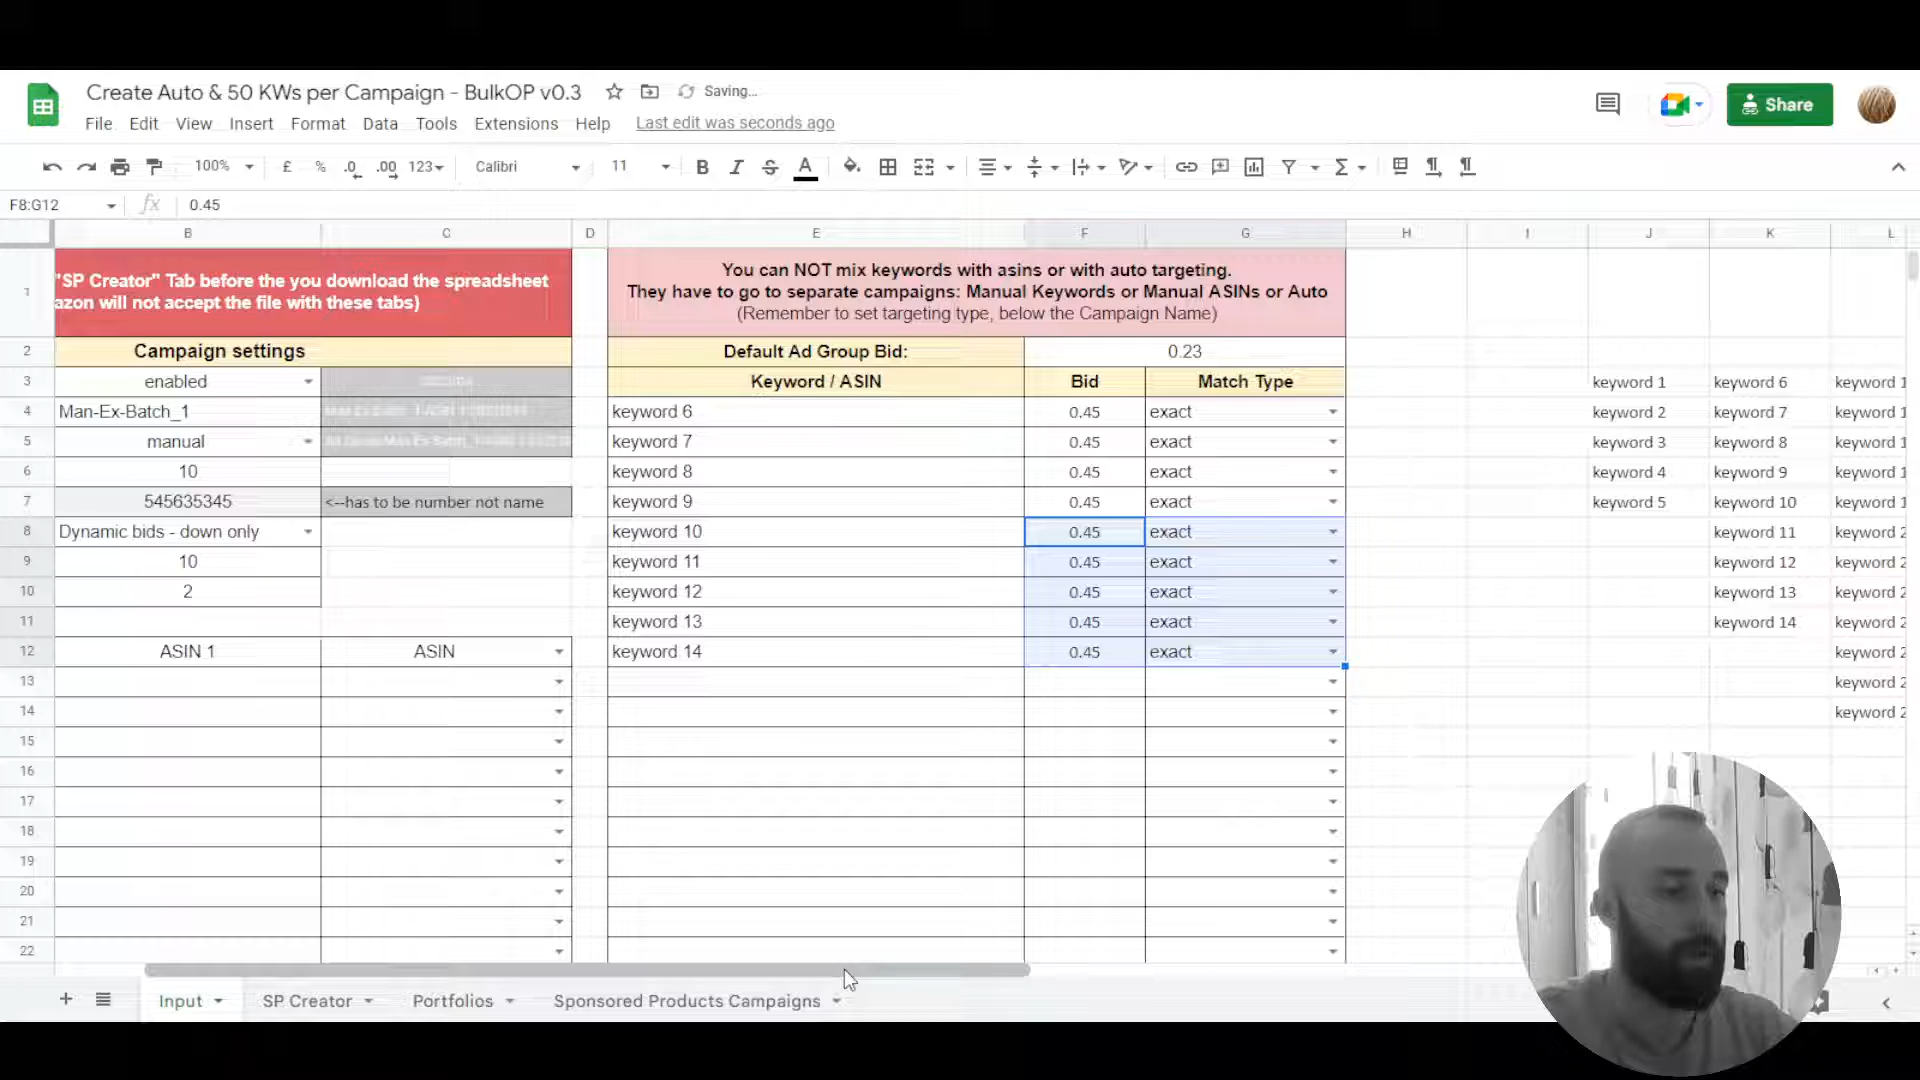 Create Auto & 50 KWs per Campaign - BulkOP v0.3 Saving...
File Edit View Insert Format Data Tools Extensions Help Last edit was seconds ago
Share
100% £ % .0 .00 123 Calibri 11 B I S A
F8:G12 fx 0.45
B C D E F G H I J K L
1 "SP Creator" Tab before the you download the spreadsheet
azon will not accept the file with these tabs)
You can NOT mix keywords with asins or with auto targeting.
They have to go to separate campaigns: Manual Keywords or Manual ASINs or Auto
(Remember to set targeting type, below the Campaign Name)
2 Campaign settings Default Ad Group Bid: 0.23
3 enabled Keyword / ASIN Bid Match Type keyword 1 keyword 6 keyword 1
4 Man-Ex-Batch_1 keyword 6 0.45 exact keyword 2 keyword 7 keyword 1
5 manual keyword 7 0.45 exact keyword 3 keyword 8 keyword 1
6 10 keyword 8 0.45 exact keyword 4 keyword 9 keyword 1
7 545635345 <--has to be number not name keyword 9 0.45 exact keyword 5 keyword 10 keyword 1
8 Dynamic bids - down only keyword 10 0.45 exact keyword 11 keyword 2
9 10 keyword 11 0.45 exact keyword 12 keyword 2
10 2 keyword 12 0.45 exact keyword 13 keyword 2
11 keyword 13 0.45 exact keyword 14 keyword 2
12 ASIN 1 ASIN keyword 14 0.45 exact keyword 2
13 keyword 2
14 keyword 2
15
16
17
18
19
20
21
22
Input SP Creator Portfolios Sponsored Products Campaigns